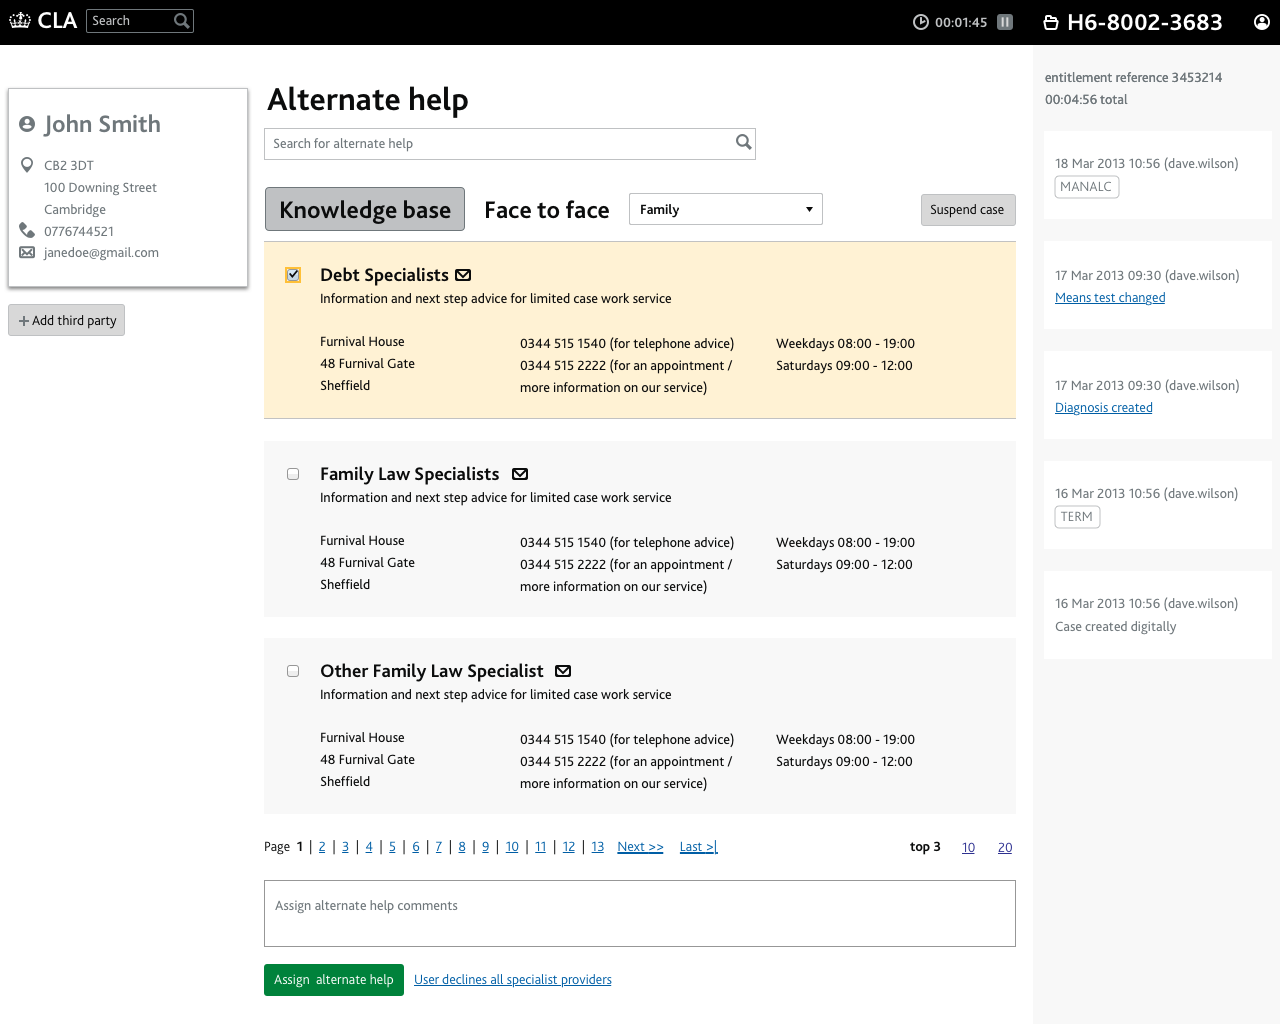 CLA
Search
00:01:45
H6-8002-3683
John Smith
CB2 3DT
100 Downing Street
Cambridge
0776744521
janedoe@gmail.com
Add third party
Alternate help
Search for alternate help
Knowledge base
Face to face
Family
Suspend case
Debt Specialists
Information and next step advice for limited case work service
Furnival House
48 Furnival Gate
Sheffield
0344 515 1540 (for telephone advice)
0344 515 2222 (for an appointment /
more information on our service)
Weekdays 08:00 - 19:00
Saturdays 09:00 - 12:00
Family Law Specialists
Information and next step advice for limited case work service
Furnival House
48 Furnival Gate
Sheffield
0344 515 1540 (for telephone advice)
0344 515 2222 (for an appointment /
more information on our service)
Weekdays 08:00 - 19:00
Saturdays 09:00 - 12:00
Other Family Law Specialist
Information and next step advice for limited case work service
Furnival House
48 Furnival Gate
Sheffield
0344 515 1540 (for telephone advice)
0344 515 2222 (for an appointment /
more information on our service)
Weekdays 08:00 - 19:00
Saturdays 09:00 - 12:00
Page 1 | 2 | 3 | 4 | 5 | 6 | 7 | 8 | 9 | 10 | 11 | 12 | 13 Next >> Last >|
top 3 10 20
Assign alternate help comments
Assign alternate help
User declines all specialist providers
entitlement reference 3453214
00:04:56 total
18 Mar 2013 10:56 (dave.wilson)
MANALC
17 Mar 2013 09:30 (dave.wilson)
Means test changed
17 Mar 2013 09:30 (dave.wilson)
Diagnosis created
16 Mar 2013 10:56 (dave.wilson)
TERM
16 Mar 2013 10:56 (dave.wilson)
Case created digitally